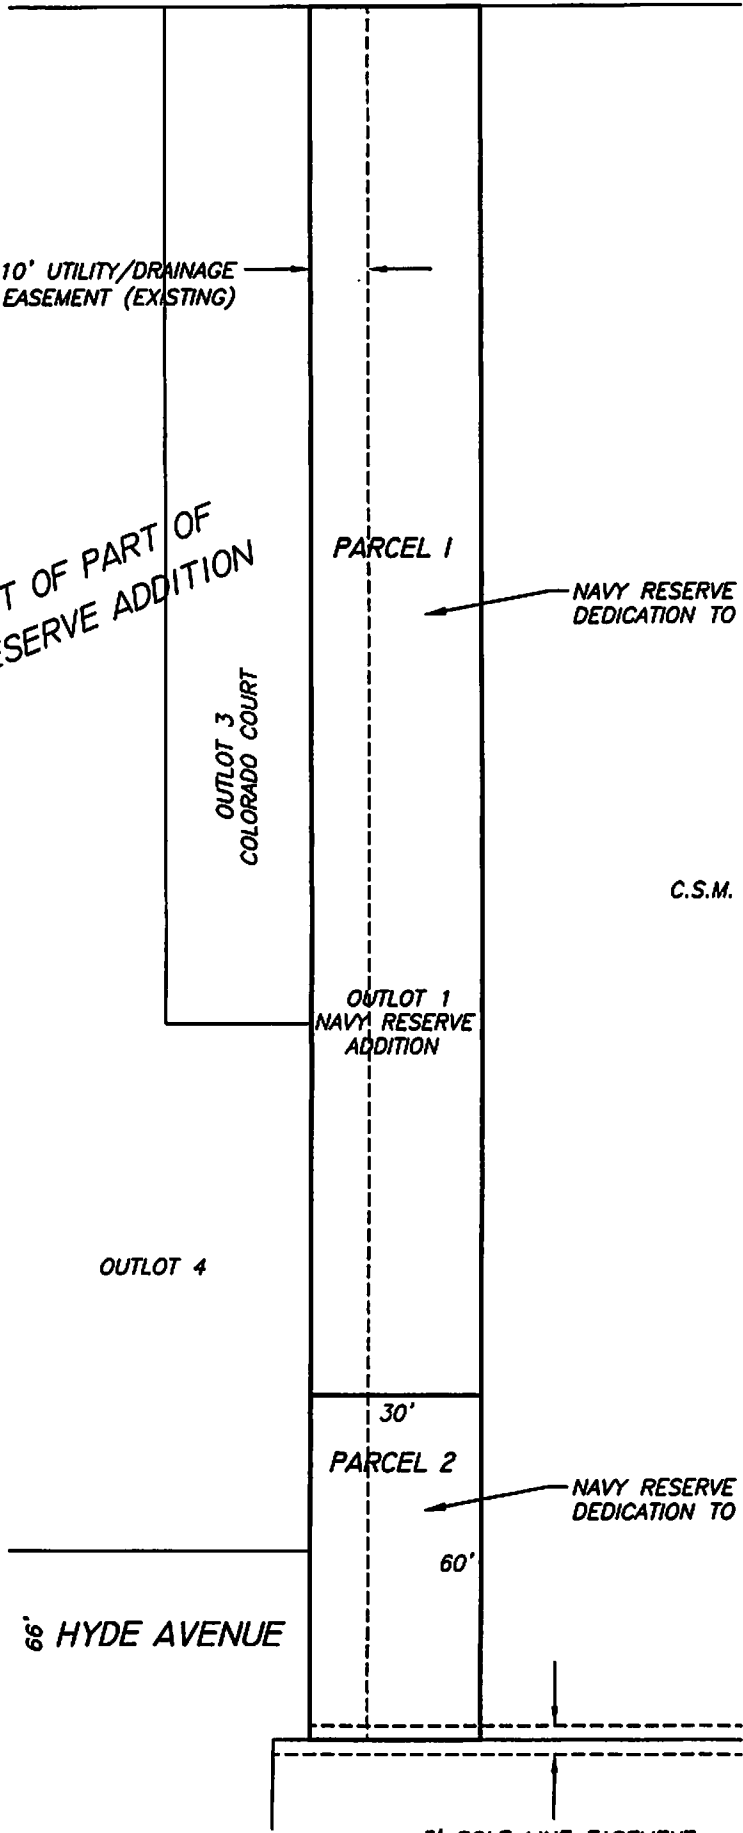 10' UTILITY/DRAINAGE
EASEMENT (EXISTING)
T OF PART OF
ESERVE ADDITION
PARCEL 1
NAVY RESERVE
DEDICATION TO
OUTLOT 3
COLORADO COURT
C.S.M.
OUTLOT 1
NAVY RESERVE
ADDITION
OUTLOT 4
30'
PARCEL 2
NAVY RESERVE
DEDICATION TO
60'
66' HYDE AVENUE